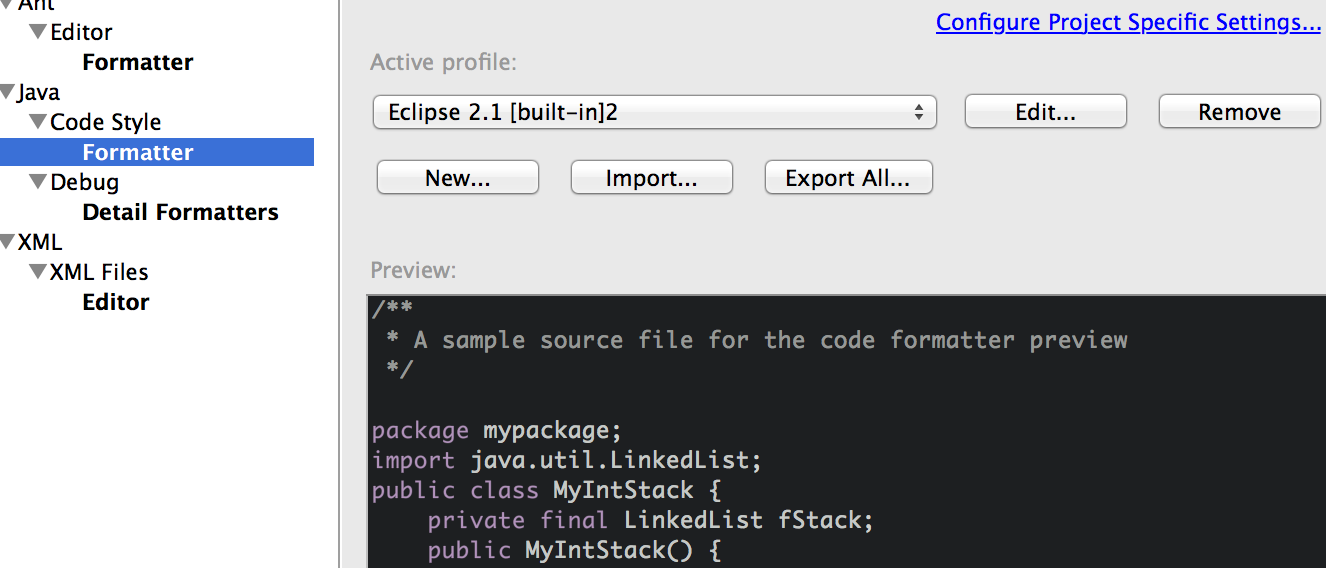 Ant
Editor
Formatter
Java
Code Style
Formatter
Debug
Detail Formatters
XML
XML Files
Editor
Configure Project Specific Settings...
Active profile:
Eclipse 2.1 [built-in]2
Edit...
Remove
New...
Import...
Export All...
Preview:
/**
 * A sample source file for the code formatter preview
 */
package mypackage;
import java.util.LinkedList;
public class MyIntStack {
    private final LinkedList fStack;
    public MyIntStack() {